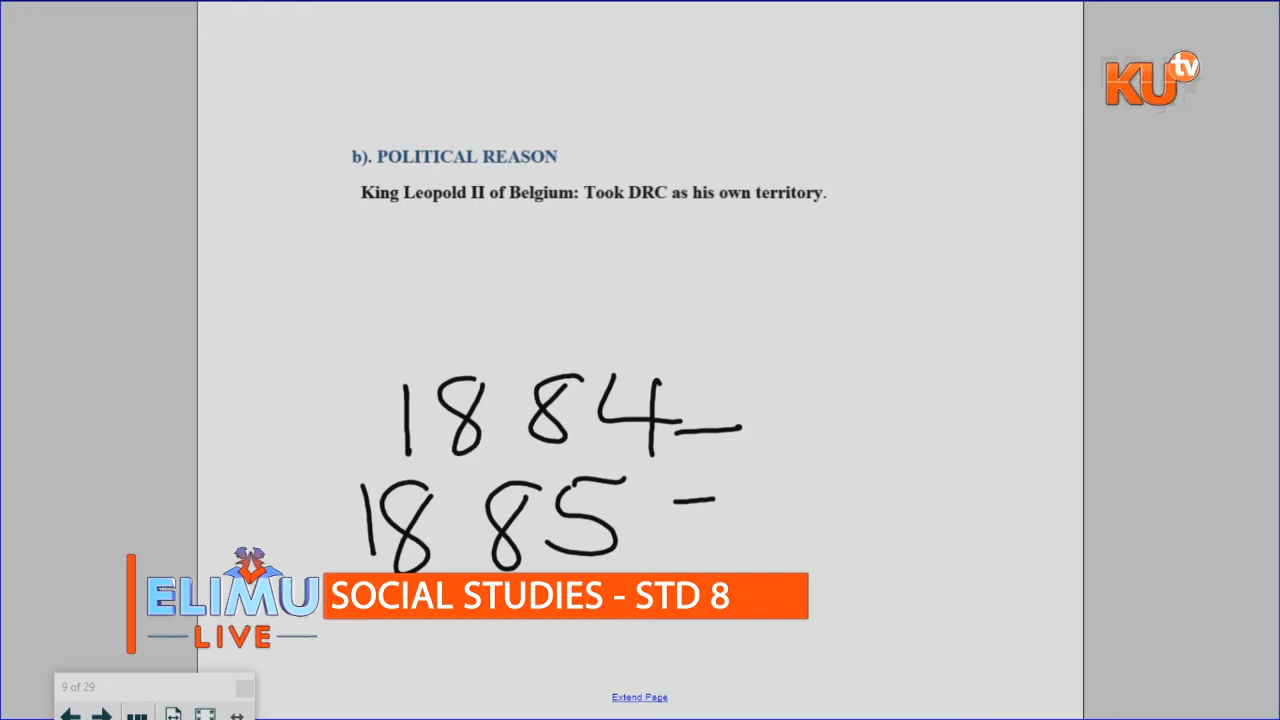 KU tv
b). POLITICAL REASON
King Leopold II of Belgium: Took DRC as his own territory.
1884-
1885 -
ELIMU
LIVE
SOCIAL STUDIES - STD 8
9 of 29
Extend Page